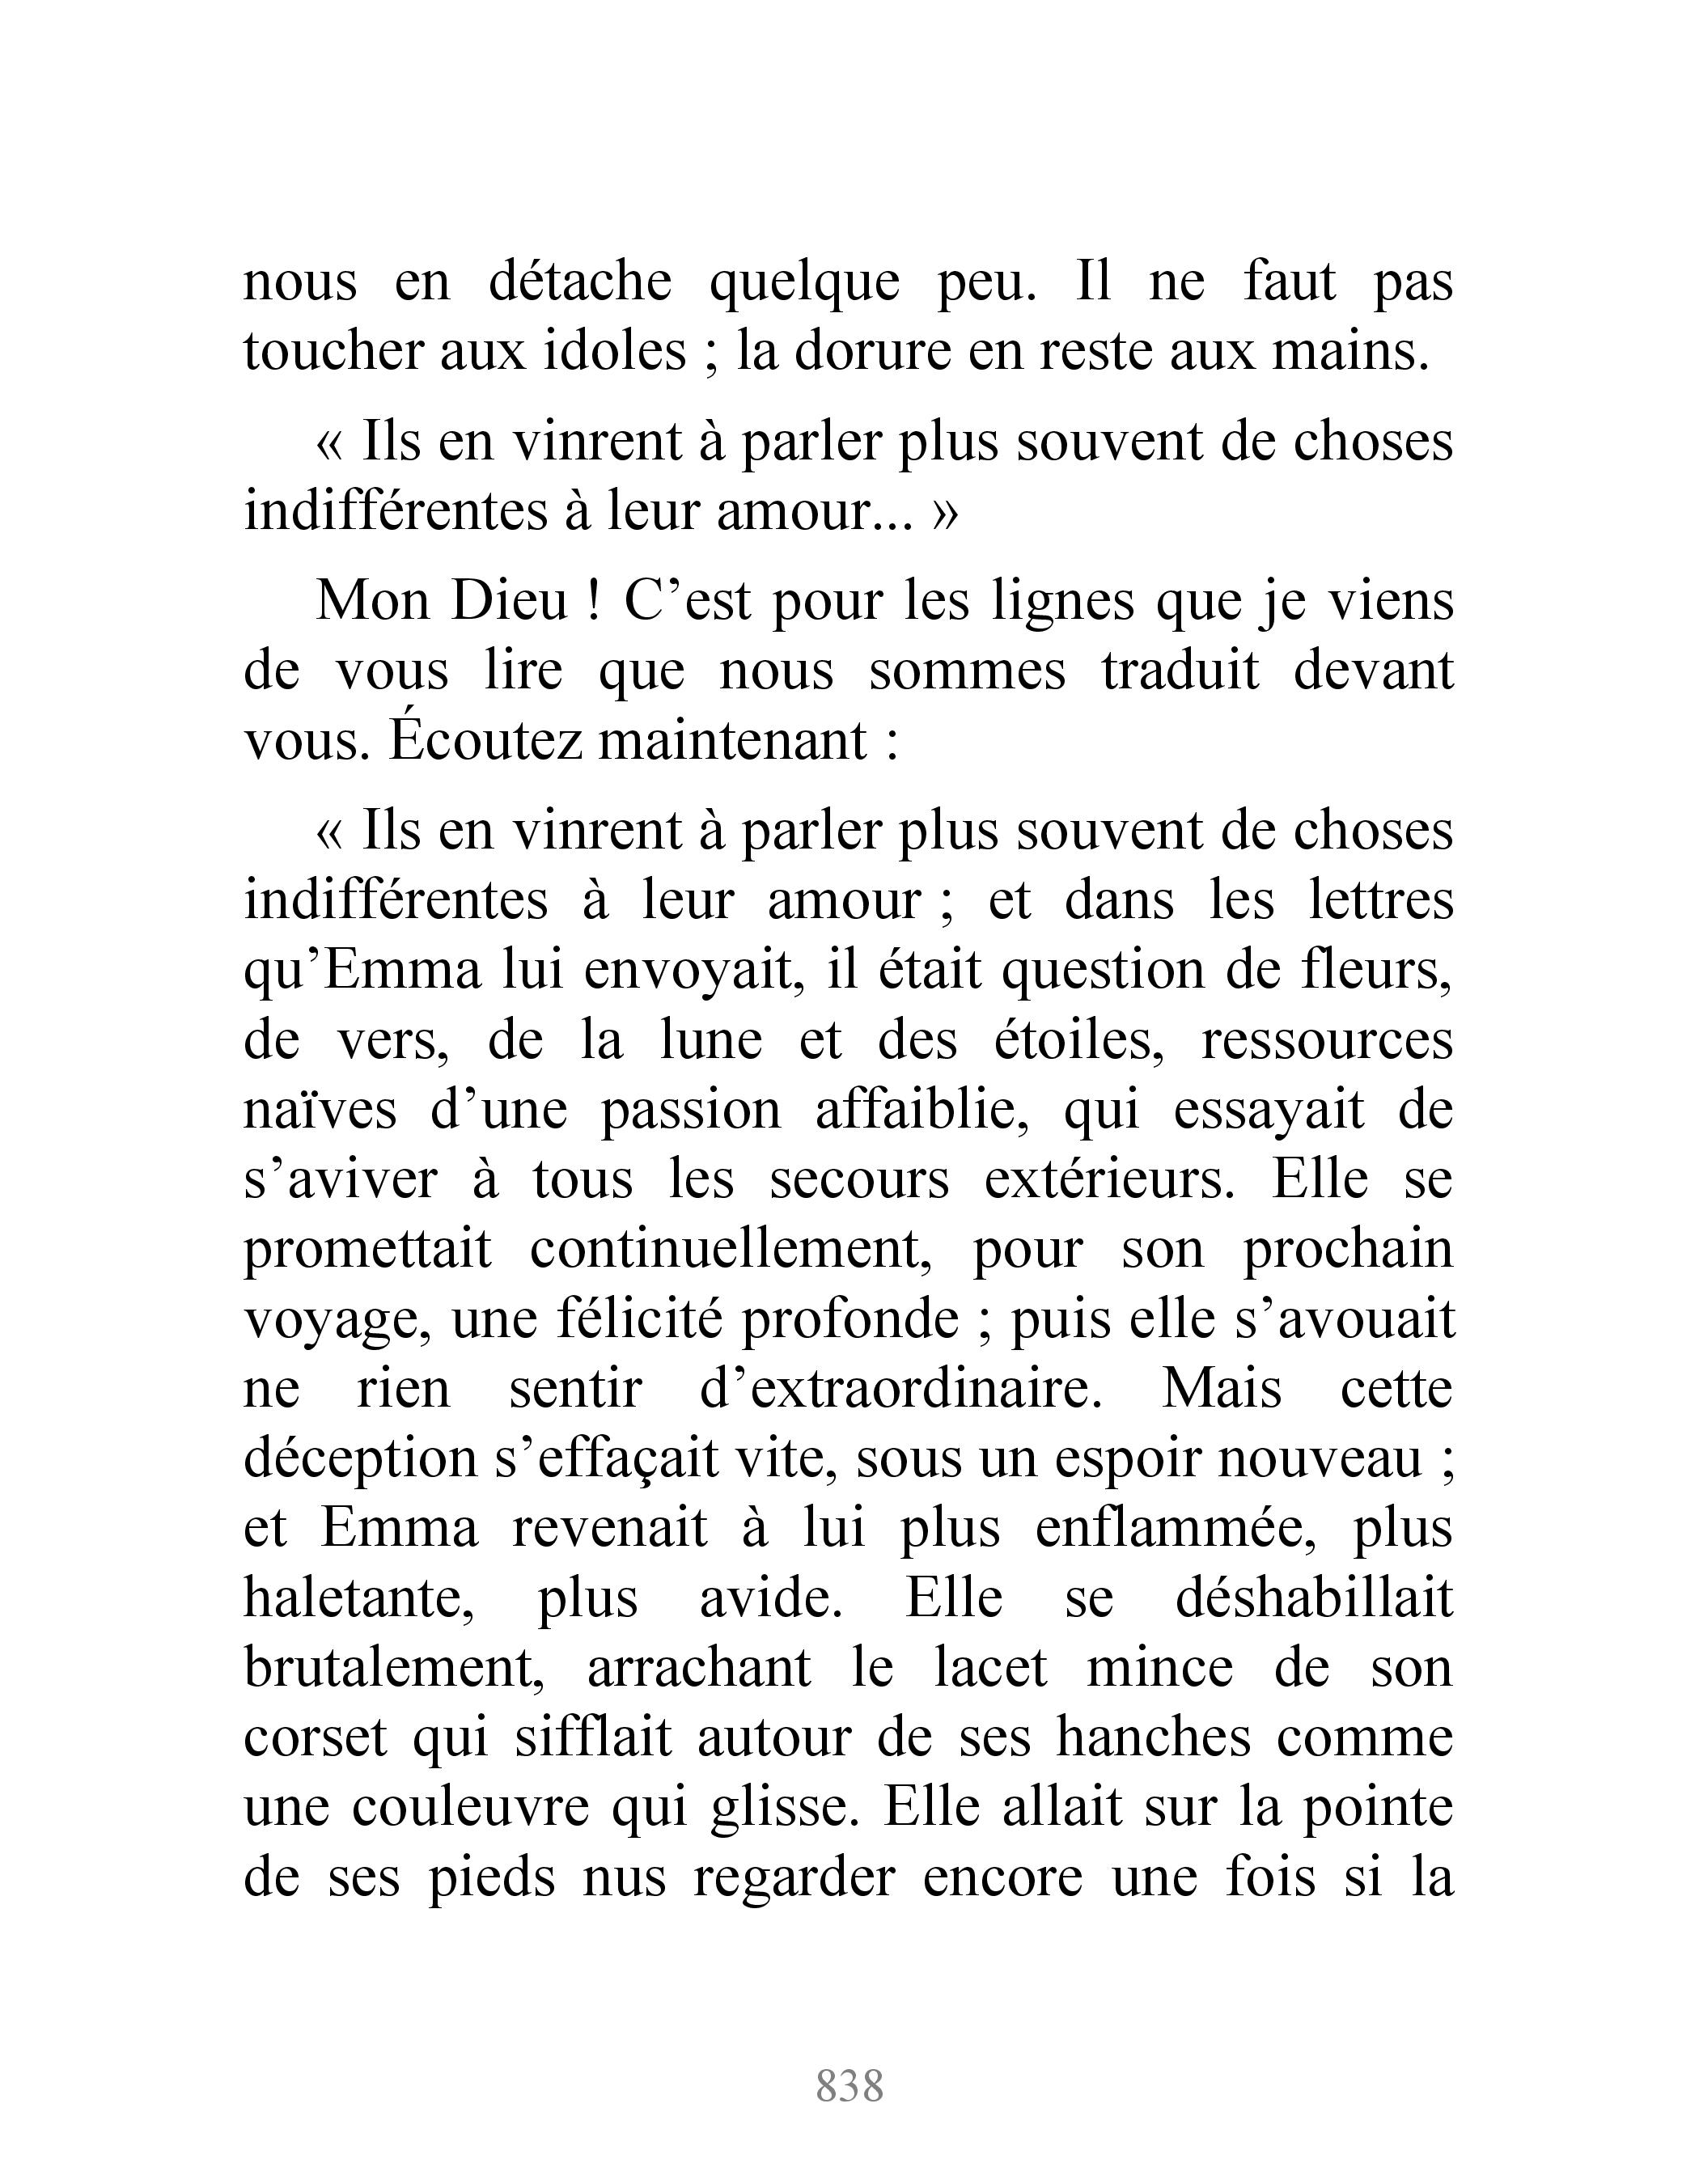 nous en détache quelque peu. Il ne faut pas
toucher aux idoles ; la dorure en reste aux mains.
« Ils en vinrent à parler plus souvent de choses
indifférentes à leur amour... »
Mon Dieu ! C’est pour les lignes que je viens
de vous lire que nous sommes traduit devant
vous. Écoutez maintenant :
« Ils en vinrent à parler plus souvent de choses
indifférentes à leur amour ; et dans les lettres
qu’Emma lui envoyait, il était question de fleurs,
de vers, de la lune et des étoiles, ressources
naïves d’une passion affaiblie, qui essayait de
s’aviver à tous les secours extérieurs. Elle se
promettait continuellement, pour son prochain
voyage, une félicité profonde ; puis elle s’avouait
ne rien sentir d’extraordinaire. Mais cette
déception s’effaçait vite, sous un espoir nouveau ;
et Emma revenait à lui plus enflammée, plus
haletante, plus avide. Elle se déshabillait
brutalement, arrachant le lacet mince de son
corset qui sifflait autour de ses hanches comme
une couleuvre qui glisse. Elle allait sur la pointe
de ses pieds nus regarder encore une fois si la
838